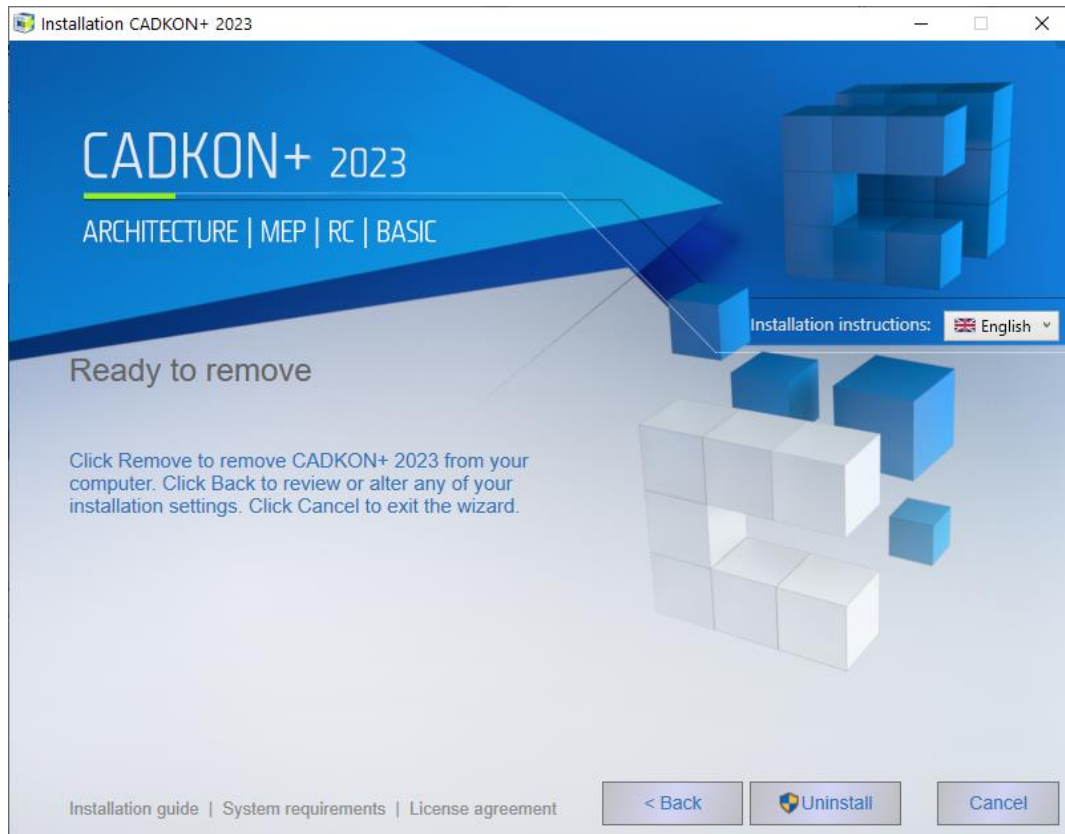 Installation CADKON+ 2023
CADKON+ 2023
ARCHITECTURE | MEP | RC | BASIC
Installation instructions: English
Ready to remove
Click Remove to remove CADKON+ 2023 from your
computer. Click Back to review or alter any of your
installation settings. Click Cancel to exit the wizard.
Installation guide | System requirements | License agreement
< Back Uninstall Cancel